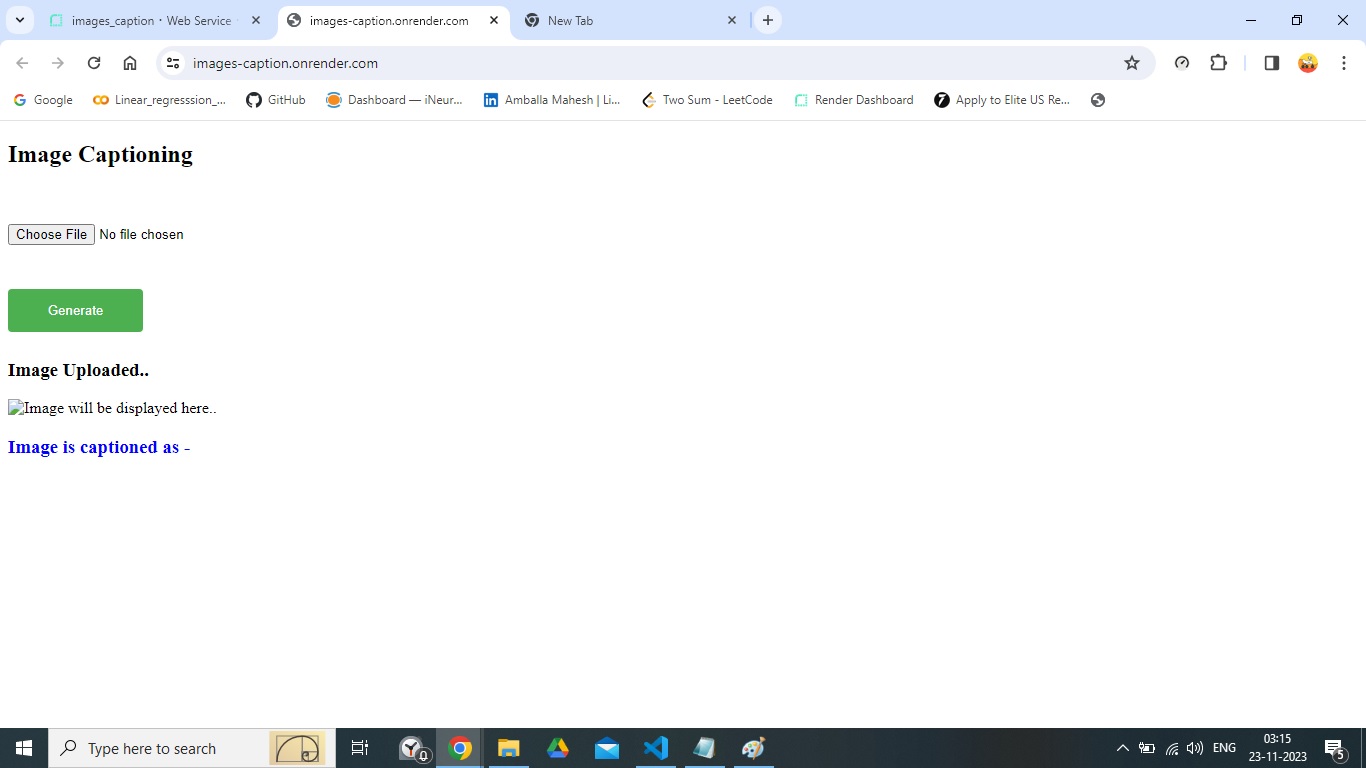 images_caption · Web Service ·
images-caption.onrender.com
New Tab
images-caption.onrender.com
Google
Linear_regresssion_...
GitHub
Dashboard — iNeur...
Amballa Mahesh | Li...
Two Sum - LeetCode
Render Dashboard
Apply to Elite US Re...
Image Captioning
Choose File No file chosen
Generate
Image Uploaded..
Image will be displayed here..
Image is captioned as -
Type here to search
0
ENG
03:15
23-11-2023
5